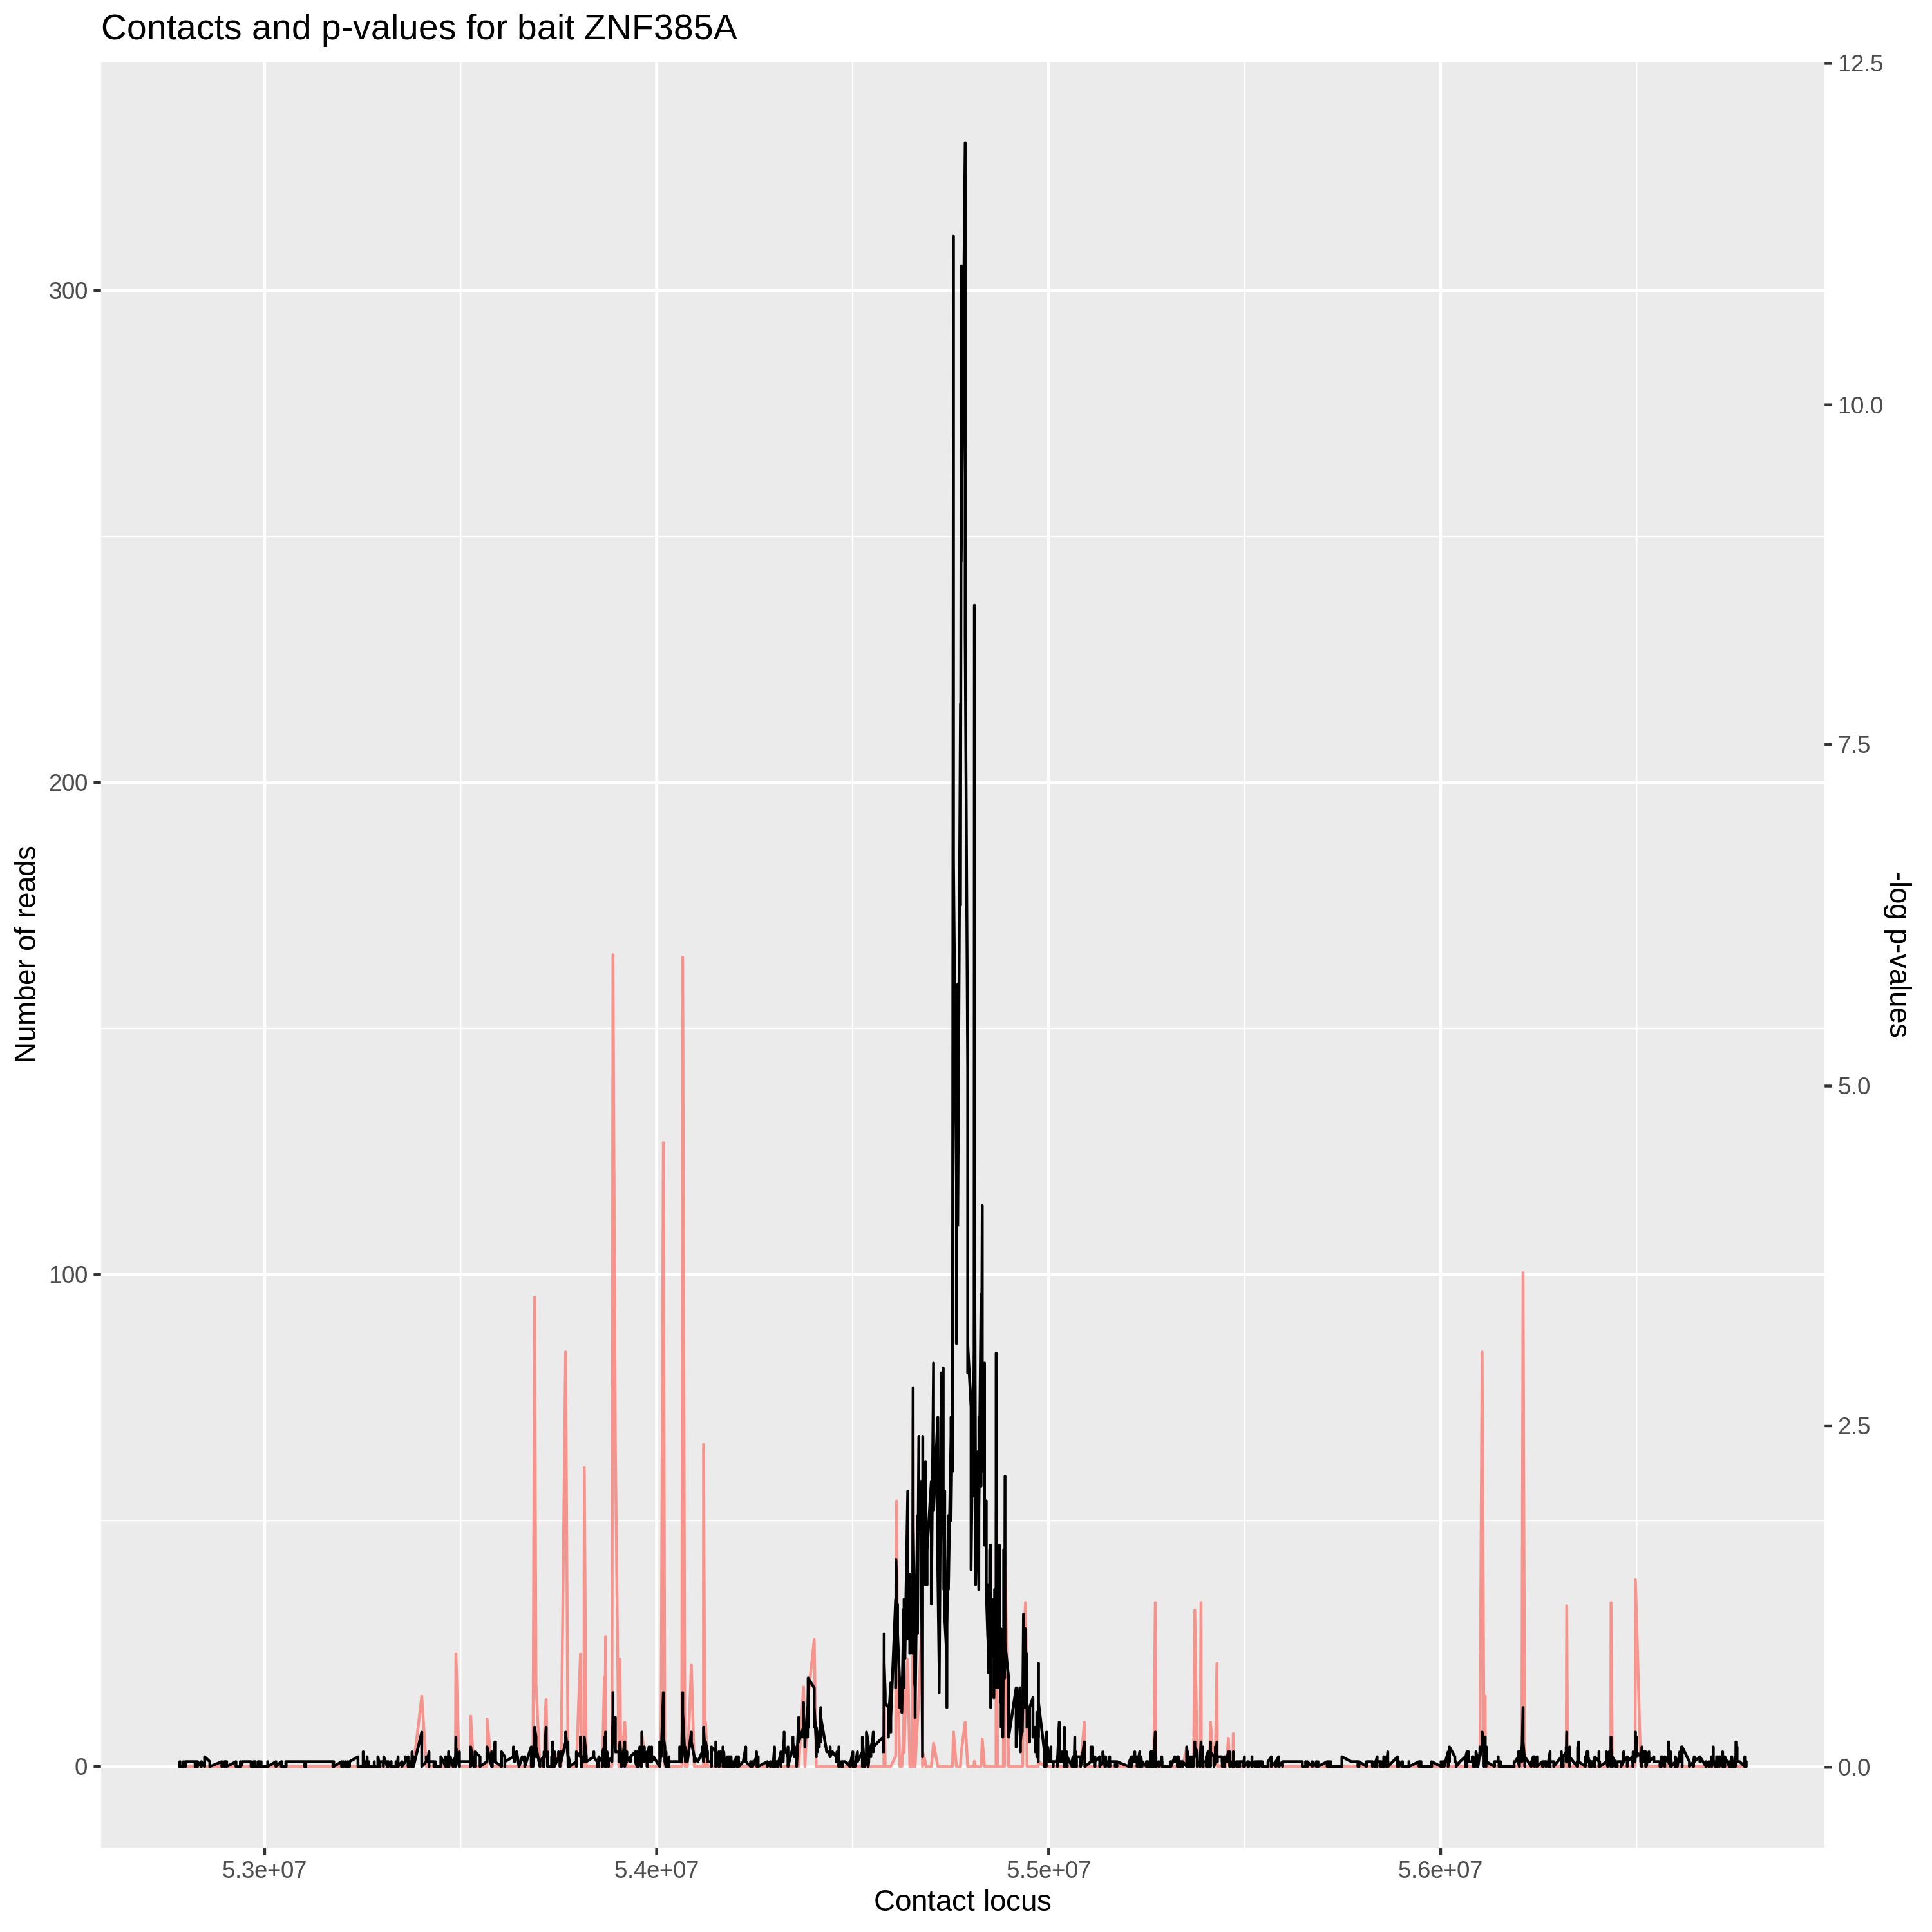 Contacts and p-values for bait ZNF385A
12.5
300
10.0
200
7.5
Number of reads
-log p-values
5.0
100
2.5
0
0.0
5.3e+07
5.4e+07
5.5e+07
5.6e+07
Contact locus